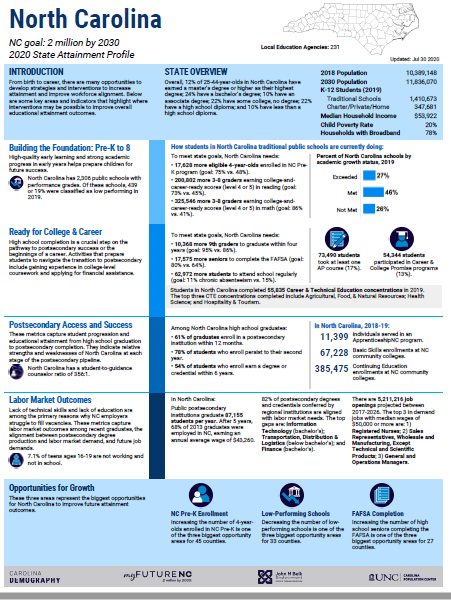 North Carolina
NC goal: 2 million by 2030
2020 State Attainment Profile
Local Education Agencies: 231
Updated: Jul 30 2020
INTRODUCTION
From birth to career, there are many opportunities to
develop strategies and interventions to increase
attainment and improve workforce alignment. Below
are some key areas and indicators that highlight where
interventions may be possible to improve overall
educational attainment outcomes.
STATE OVERVIEW
Overall, 12% of 25-44-year-olds in North Carolina have
earned a master's degree or higher as their highest
degree; 24% have a bachelor's degree; 10% have an
associate degree; 22% have some college, no degree; 22%
have a high school diploma; and 10% have less than a
high school diploma.
2018 Population 10,389,148
2030 Population 11,836,070
K-12 Students (2019)
Traditional Schools 1,410,673
Charter/Private/Home 347,681
Median Household Income $53,922
Child Poverty Rate 20%
Households with Broadband 78%
Building the Foundation: Pre-K to 8
High-quality early learning and strong academic
progress in early years helps prepare children for
future success.
North Carolina has 2,306 public schools with
performance grades. Of these schools, 439
or 19% were classified as low performing in
2019.
How students in North Carolina traditional public schools are currently doing:
To meet state goals, North Carolina needs:
• 17,628 more eligible 4-year-olds enrolled in NC Pre-
K program (goal: 75% vs. 48%).
• 200,802 more 3-8 graders earning college-and-
career-ready scores (level 4 or 5) in reading (goal:
73% vs. 45%).
• 325,546 more 3-8 graders earning college-and-
career-ready scores (level 4 or 5) in math (goal: 86%
vs. 41%).
Percent of North Carolina schools by
academic growth status, 2019
Exceeded 27%
Met 46%
Not Met 26%
Ready for College & Career
High school completion is a crucial step on the
pathway to postsecondary success or the
beginnings of a career. Activities that prepare
students to navigate the transition to postsecondary
include gaining experience in college-level
coursework and applying for financial assistance.
To meet state goals, North Carolina needs:
• 10,368 more 9th graders to graduate within four
years (goal: 95% vs. 86%).
• 17,575 more seniors to complete the FAFSA (goal:
80% vs. 64%).
• 62,972 more students to attend school regularly
(goal: 11% chronic absenteeism vs. 15%).
73,490 students
took at least one
AP course (17%).
54,344 students
participated in Career &
College Promise programs
(13%).
Students in North Carolina completed 55,835 Career & Technical Education concentrations in 2019.
The top three CTE concentrations completed include Agricultural, Food, & Natural Resources; Health
Science; and Hospitality & Tourism.
Postsecondary Access and Success
These metrics capture student progression and
educational attainment from high school graduation
to postsecondary completion. They indicate relative
strengths and weaknesses of North Carolina at each
stage of the postsecondary pipeline.
North Carolina has a student-to-guidance
counselor ratio of 356:1.
Among North Carolina high school graduates:
• 61% of graduates enroll in a postsecondary
institution within 12 months.
• 78% of students who enroll persist to their second
year.
• 54% of students who enroll earn a degree or
credential within 6 years.
In North Carolina, 2018-19:
11,399 Individuals served in an
ApprenticeshipNC program.
67,228 Basic Skills enrollments at NC
community colleges.
385,475 Continuing Education
enrollments at NC community
colleges.
Labor Market Outcomes
Lack of technical skills and lack of education are
among the primary reasons why NC employers
struggle to fill vacancies. These metrics capture
labor market outcomes among recent graduates, the
alignment between postsecondary degree
production and labor market demand, and future job
demands.
7.1% of teens ages 16-19 are not working and
not in school.
In North Carolina:
Public postsecondary
institutions graduate 87,155
students per year. After 5 years,
68% of 2013 graduates were
employed in NC, earning an
annual average wage of $43,260.
82% of postsecondary degrees
and credentials conferred by
regional institutions are aligned
with labor market needs. The top
gaps are: Information
Technology (bachelor's);
Transportation, Distribution &
Logistics (below bachelor's); and
Finance (bachelor's).
There are 5,211,216 job
openings projected between
2017-2026. The top 3 in demand
jobs with median wages of
$50,000 or more are: 1)
Registered Nurses; 2) Sales
Representatives, Wholesale and
Manufacturing, Except
Technical and Scientific
Products; 3) General and
Operations Managers.
Opportunities for Growth
These three areas represent the biggest opportunities
for North Carolina to improve future attainment
outcomes.
NC Pre-K Enrollment
Increasing the number of 4-year-
olds enrolled in NC Pre-K is one
of the three biggest opportunity
areas for 45 counties.
Low-Performing Schools
Decreasing the number of low-
performing schools is one of the
three biggest opportunity areas
for 33 counties.
FAFSA Completion
Increasing the number of high
school seniors completing the
FAFSA is one of the three
biggest opportunity areas for 27
counties.
CAROLINA
DEMOGRAPHY
myFUTURENC
2 million by 2030
John M Belk
Endowment
UNC
CAROLINA
POPULATION CENTER